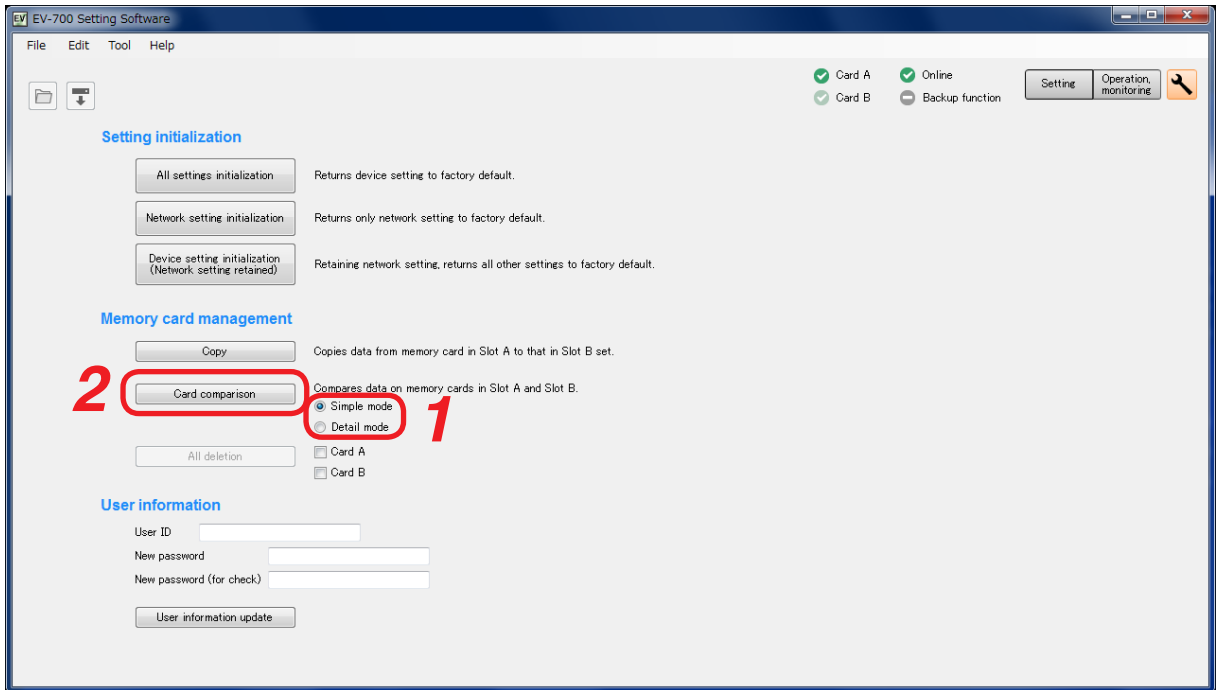 EV EV-700 Setting Software
File Edit Tool Help
Card A Online
Card B Backup function
Setting
Operation,
monitoring
Setting initialization
All settings initialization Returns device setting to factory default.
Network setting initialization Returns only network setting to factory default.
Device setting initialization
(Network setting retained)
Retaining network setting, returns all other settings to factory default.
Memory card management
Copy Copies data from memory card in Slot A to that in Slot B set.
2 Card comparison
Compares data on memory cards in Slot A and Slot B.
Simple mode
Detail mode
1
All deletion
Card A
Card B
User information
User ID
New password
New password (for check)
User information update